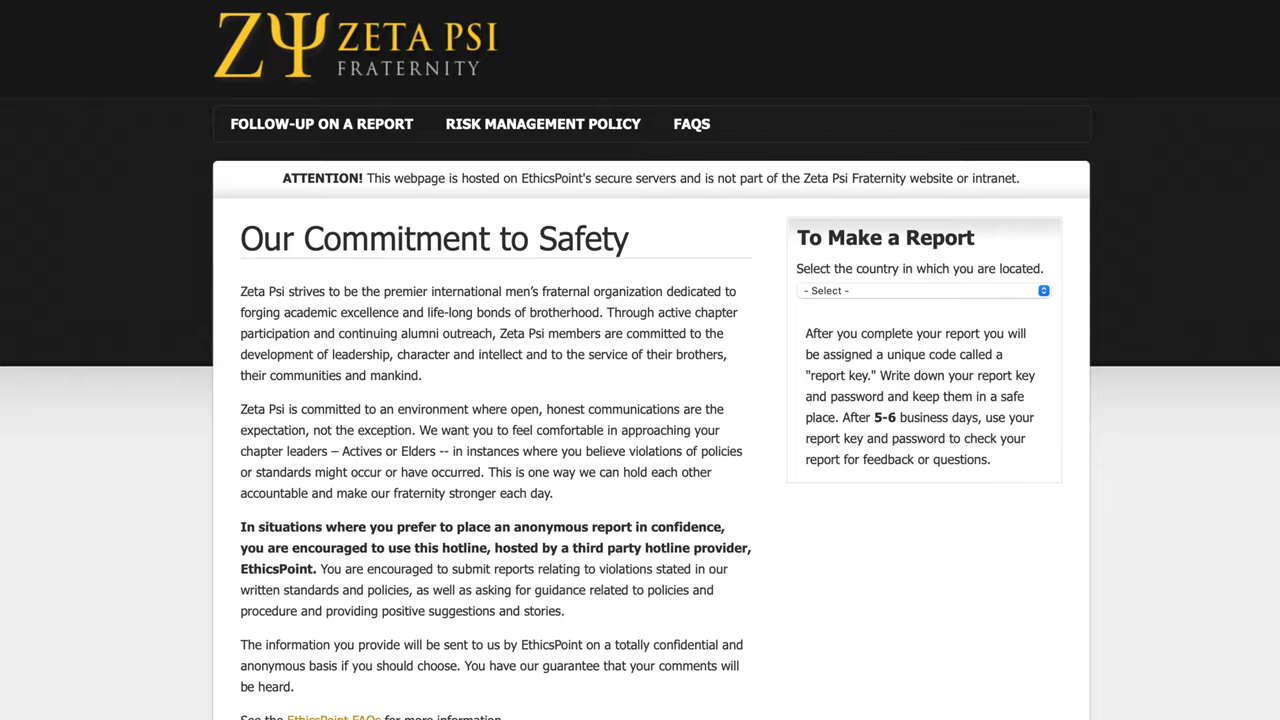 ΖΨ ZETA PSI
FRATERNITY
FOLLOW-UP ON A REPORT RISK MANAGEMENT POLICY FAQS
ATTENTION! This webpage is hosted on EthicsPoint's secure servers and is not part of the Zeta Psi Fraternity website or intranet.
Our Commitment to Safety
Zeta Psi strives to be the premier international men’s fraternal organization dedicated to
forging academic excellence and life-long bonds of brotherhood. Through active chapter
participation and continuing alumni outreach, Zeta Psi members are committed to the
development of leadership, character and intellect and to the service of their brothers,
their communities and mankind.
Zeta Psi is committed to an environment where open, honest communications are the
expectation, not the exception. We want you to feel comfortable in approaching your
chapter leaders – Actives or Elders -- in instances where you believe violations of policies
or standards might occur or have occurred. This is one way we can hold each other
accountable and make our fraternity stronger each day.
In situations where you prefer to place an anonymous report in confidence,
you are encouraged to use this hotline, hosted by a third party hotline provider,
EthicsPoint. You are encouraged to submit reports relating to violations stated in our
written standards and policies, as well as asking for guidance related to policies and
procedure and providing positive suggestions and stories.
The information you provide will be sent to us by EthicsPoint on a totally confidential and
anonymous basis if you should choose. You have our guarantee that your comments will
be heard.
See the EthicsPoint FAQs for more information.
To Make a Report
Select the country in which you are located.
- Select -
After you complete your report you will
be assigned a unique code called a
"report key." Write down your report key
and password and keep them in a safe
place. After 5-6 business days, use your
report key and password to check your
report for feedback or questions.